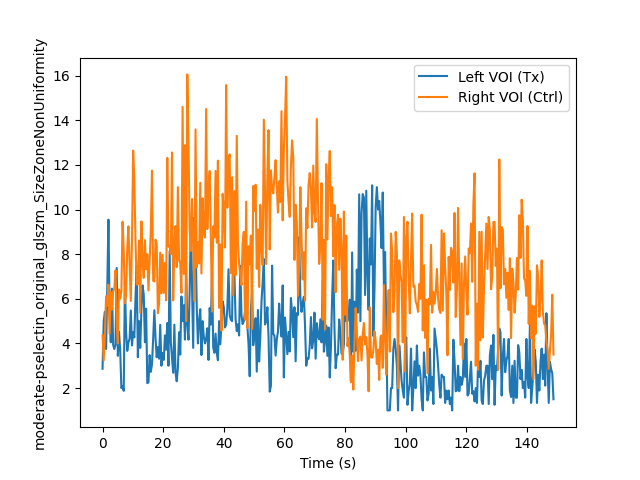 moderate-pselectin_original_glszm_SizeZoneNonUniformity
16
14
12
10
8
6
4
2
0 20 40 60 80 100 120 140
Time (s)
Left VOI (Tx)
Right VOI (Ctrl)